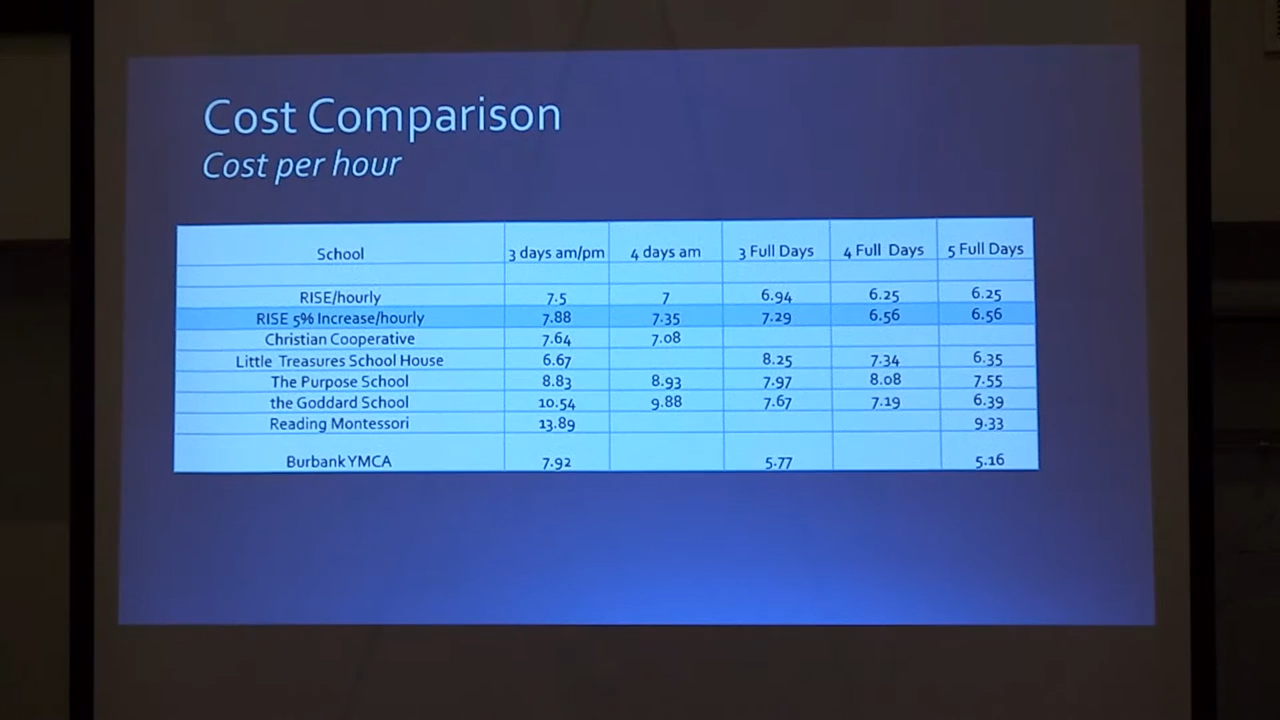 Cost Comparison
Cost per hour
School 3 days am/pm 4 days am 3 Full Days 4 Full Days 5 Full Days
RISE/hourly 7.5 7 6.94 6.25 6.25
RISE 5% Increase/hourly 7.88 7.35 7.29 6.56 6.56
Christian Cooperative 7.64 7.08
Little Treasures School House 6.67 8.25 7.34 6.35
The Purpose School 8.83 8.93 7.97 8.08 7.55
the Goddard School 10.54 9.88 7.67 7.19 6.39
Reading Montessori 13.89 9.33
Burbank YMCA 7.92 5.77 5.16